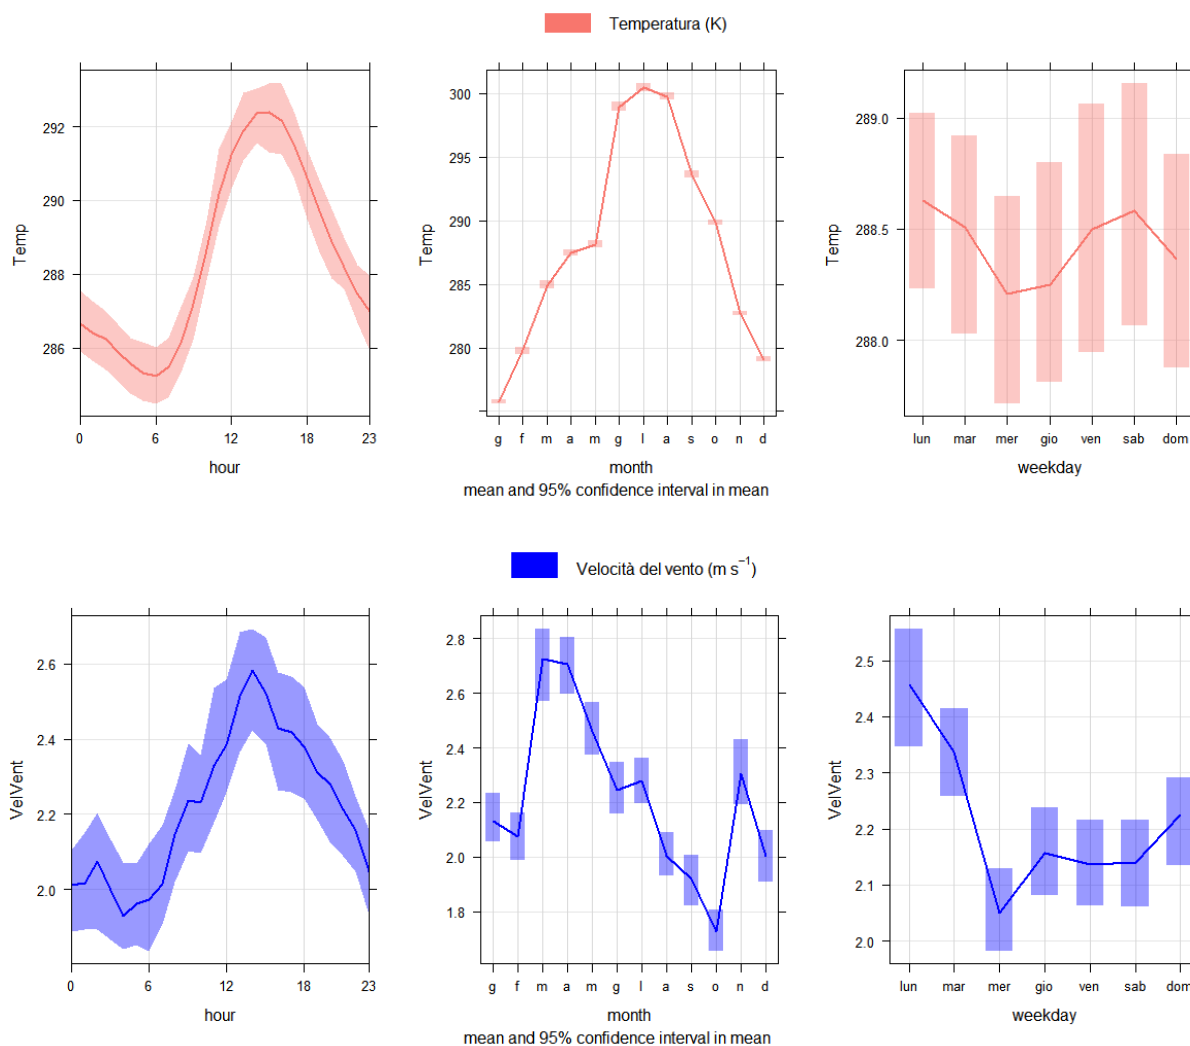 Temperatura (K)
Temp
292
290
288
286
0 6 12 18 23
hour
Temp
300
295
290
285
280
g f m a m g l a s o n d
month
mean and 95% confidence interval in mean
Temp
289.0
288.5
288.0
lun mar mer gio ven sab dom
weekday
Velocità del vento (m s⁻¹)
VelVent
2.6
2.4
2.2
2.0
0 6 12 18 23
hour
VelVent
2.8
2.6
2.4
2.2
2.0
1.8
g f m a m g l a s o n d
month
mean and 95% confidence interval in mean
VelVent
2.5
2.4
2.3
2.2
2.1
2.0
lun mar mer gio ven sab dom
weekday